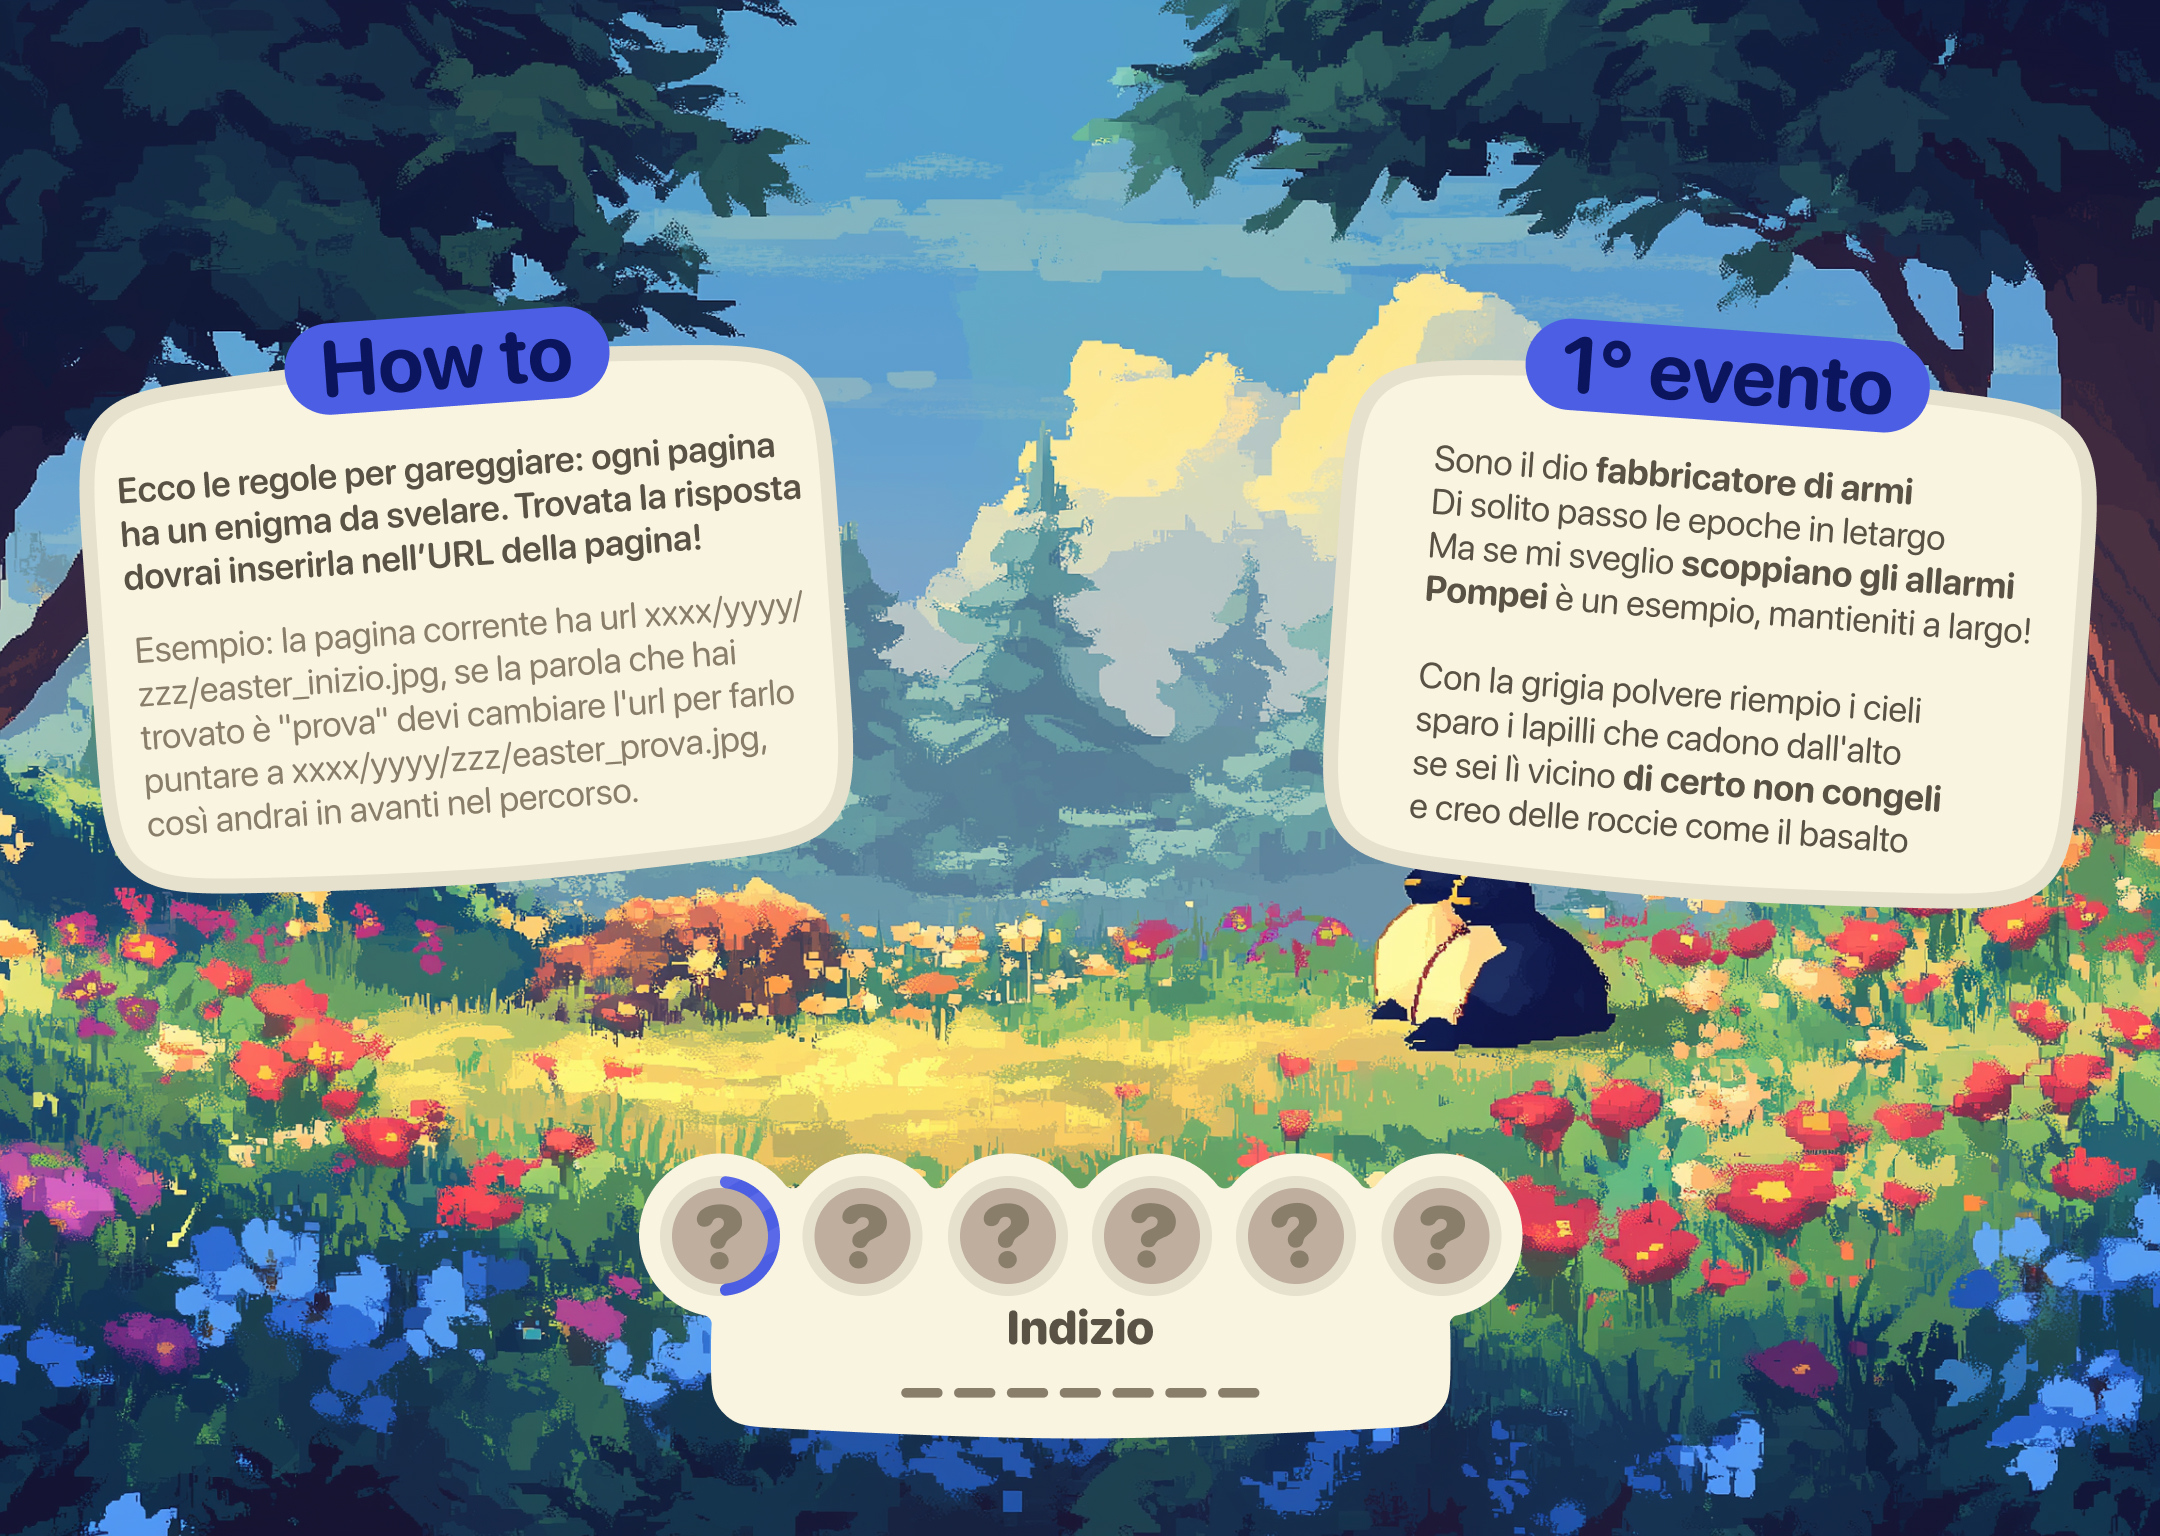 How to
Ecco le regole per gareggiare: ogni pagina
ha un enigma da svelare. Trovata la risposta
dovrai inserirla nell'URL della pagina!
Esempio: la pagina corrente ha url xxxx/yyyy/
zzz/easter_inizio.jpg, se la parola che hai
trovato è "prova" devi cambiare l'url per farlo
puntare a xxxx/yyyy/zzz/easter_prova.jpg,
così andrai in avanti nel percorso.
1° evento
Sono il dio fabbricatore di armi
Di solito passo le epoche in letargo
Ma se mi sveglio scoppiano gli allarmi
Pompei è un esempio, mantieniti a largo!
Con la grigia polvere riempio i cieli
sparo i lapilli che cadono dall'alto
se sei lì vicino di certo non congeli
e creo delle roccie come il basalto
? ? ? ? ? ?
Indizio
_ _ _ _ _ _ _